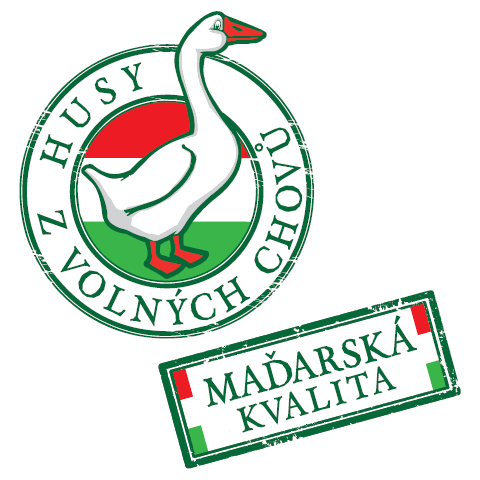 HUSY
Z VOLNÝCH CHOVŮ
MAĎARSKÁ
KVALITA